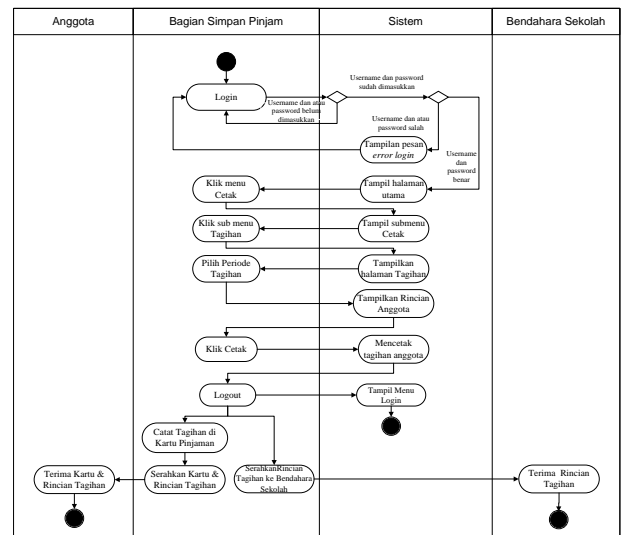 Anggota
Bagian Simpan Pinjam
Sistem
Bendahara Sekolah
Username dan password
sudah dimasukkan
Login
Username dan atau
password belum
dimasukkan
Username dan atau
password salah
Tampilan pesan
error login
Username
dan
password
benar
Klik menu
Cetak
Tampil halaman
utama
Klik sub menu
Tagihan
Tampil submenu
Cetak
Pilih Periode
Tagihan
Tampilkan
halaman Tagihan
Tampilkan Rincian
Anggota
Klik Cetak
Mencetak
tagihan anggota
Logout
Tampil Menu
Login
Catat Tagihan di
Kartu Pinjaman
Terima Kartu &
Rincian Tagihan
Serahkan Kartu &
Rincian Tagihan
SerahkanRincian
Tagihan ke Bendahara
Sekolah
Terima Rincian
Tagihan